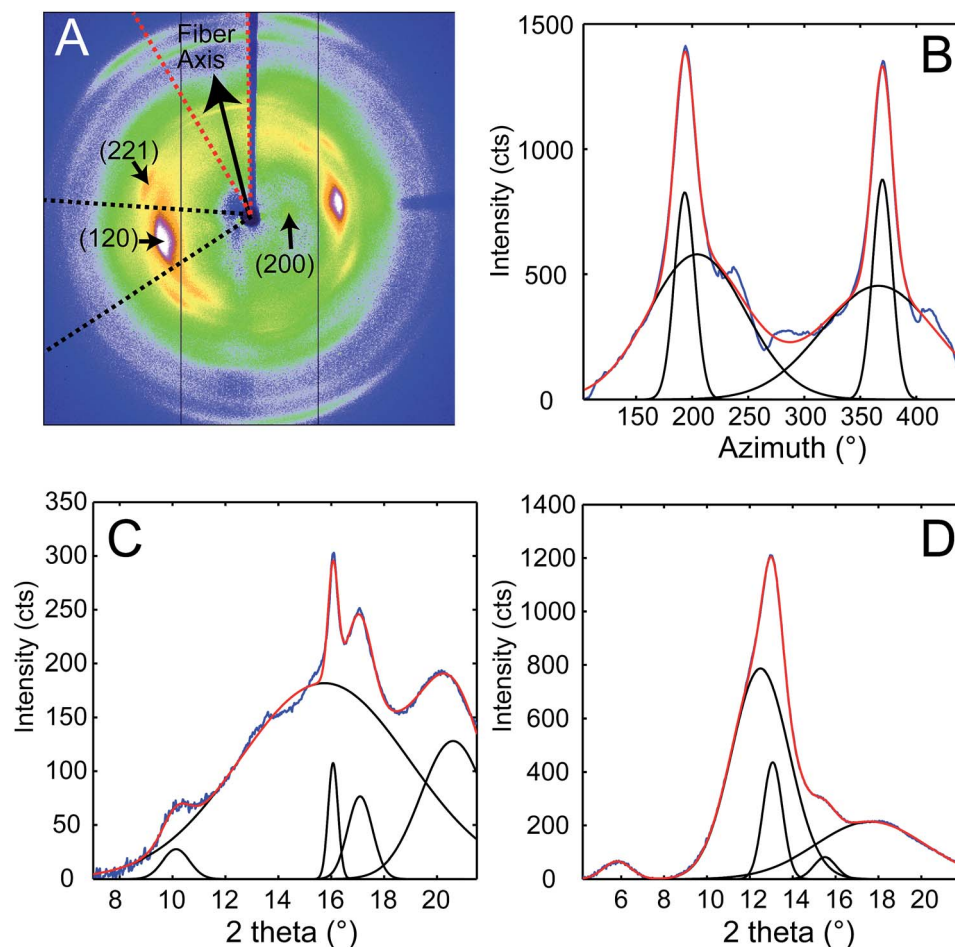 A
Fiber
Axis
(221)
(120)
(200)
B
1500
1000
500
0
Intensity (cts)
150 200 250 300 350 400
Azimuth (°)
C
350
300
250
200
150
100
50
0
Intensity (cts)
8 10 12 14 16 18 20
2 theta (°)
D
1400
1200
1000
800
600
400
200
0
Intensity (cts)
6 8 10 12 14 16 18 20
2 theta (°)